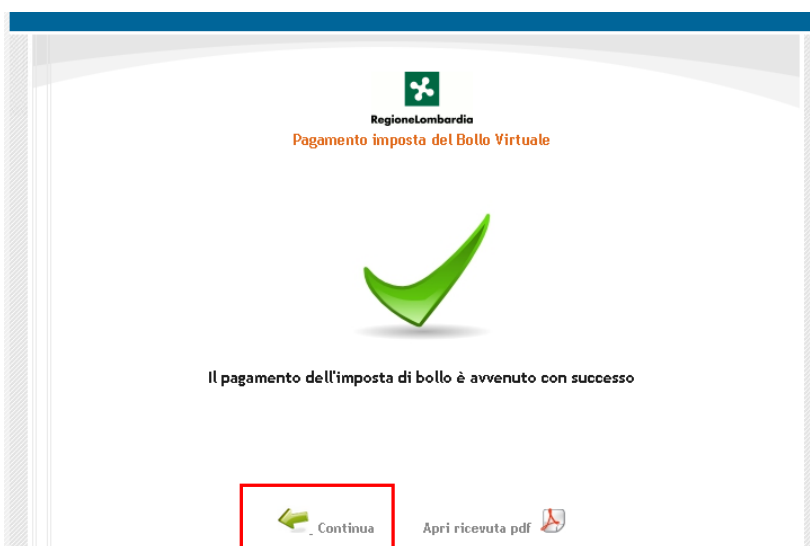 RegioneLombardia
Pagamento imposta del Bollo Virtuale
Il pagamento dell'imposta di bollo è avvenuto con successo
Continua Apri ricevuta pdf